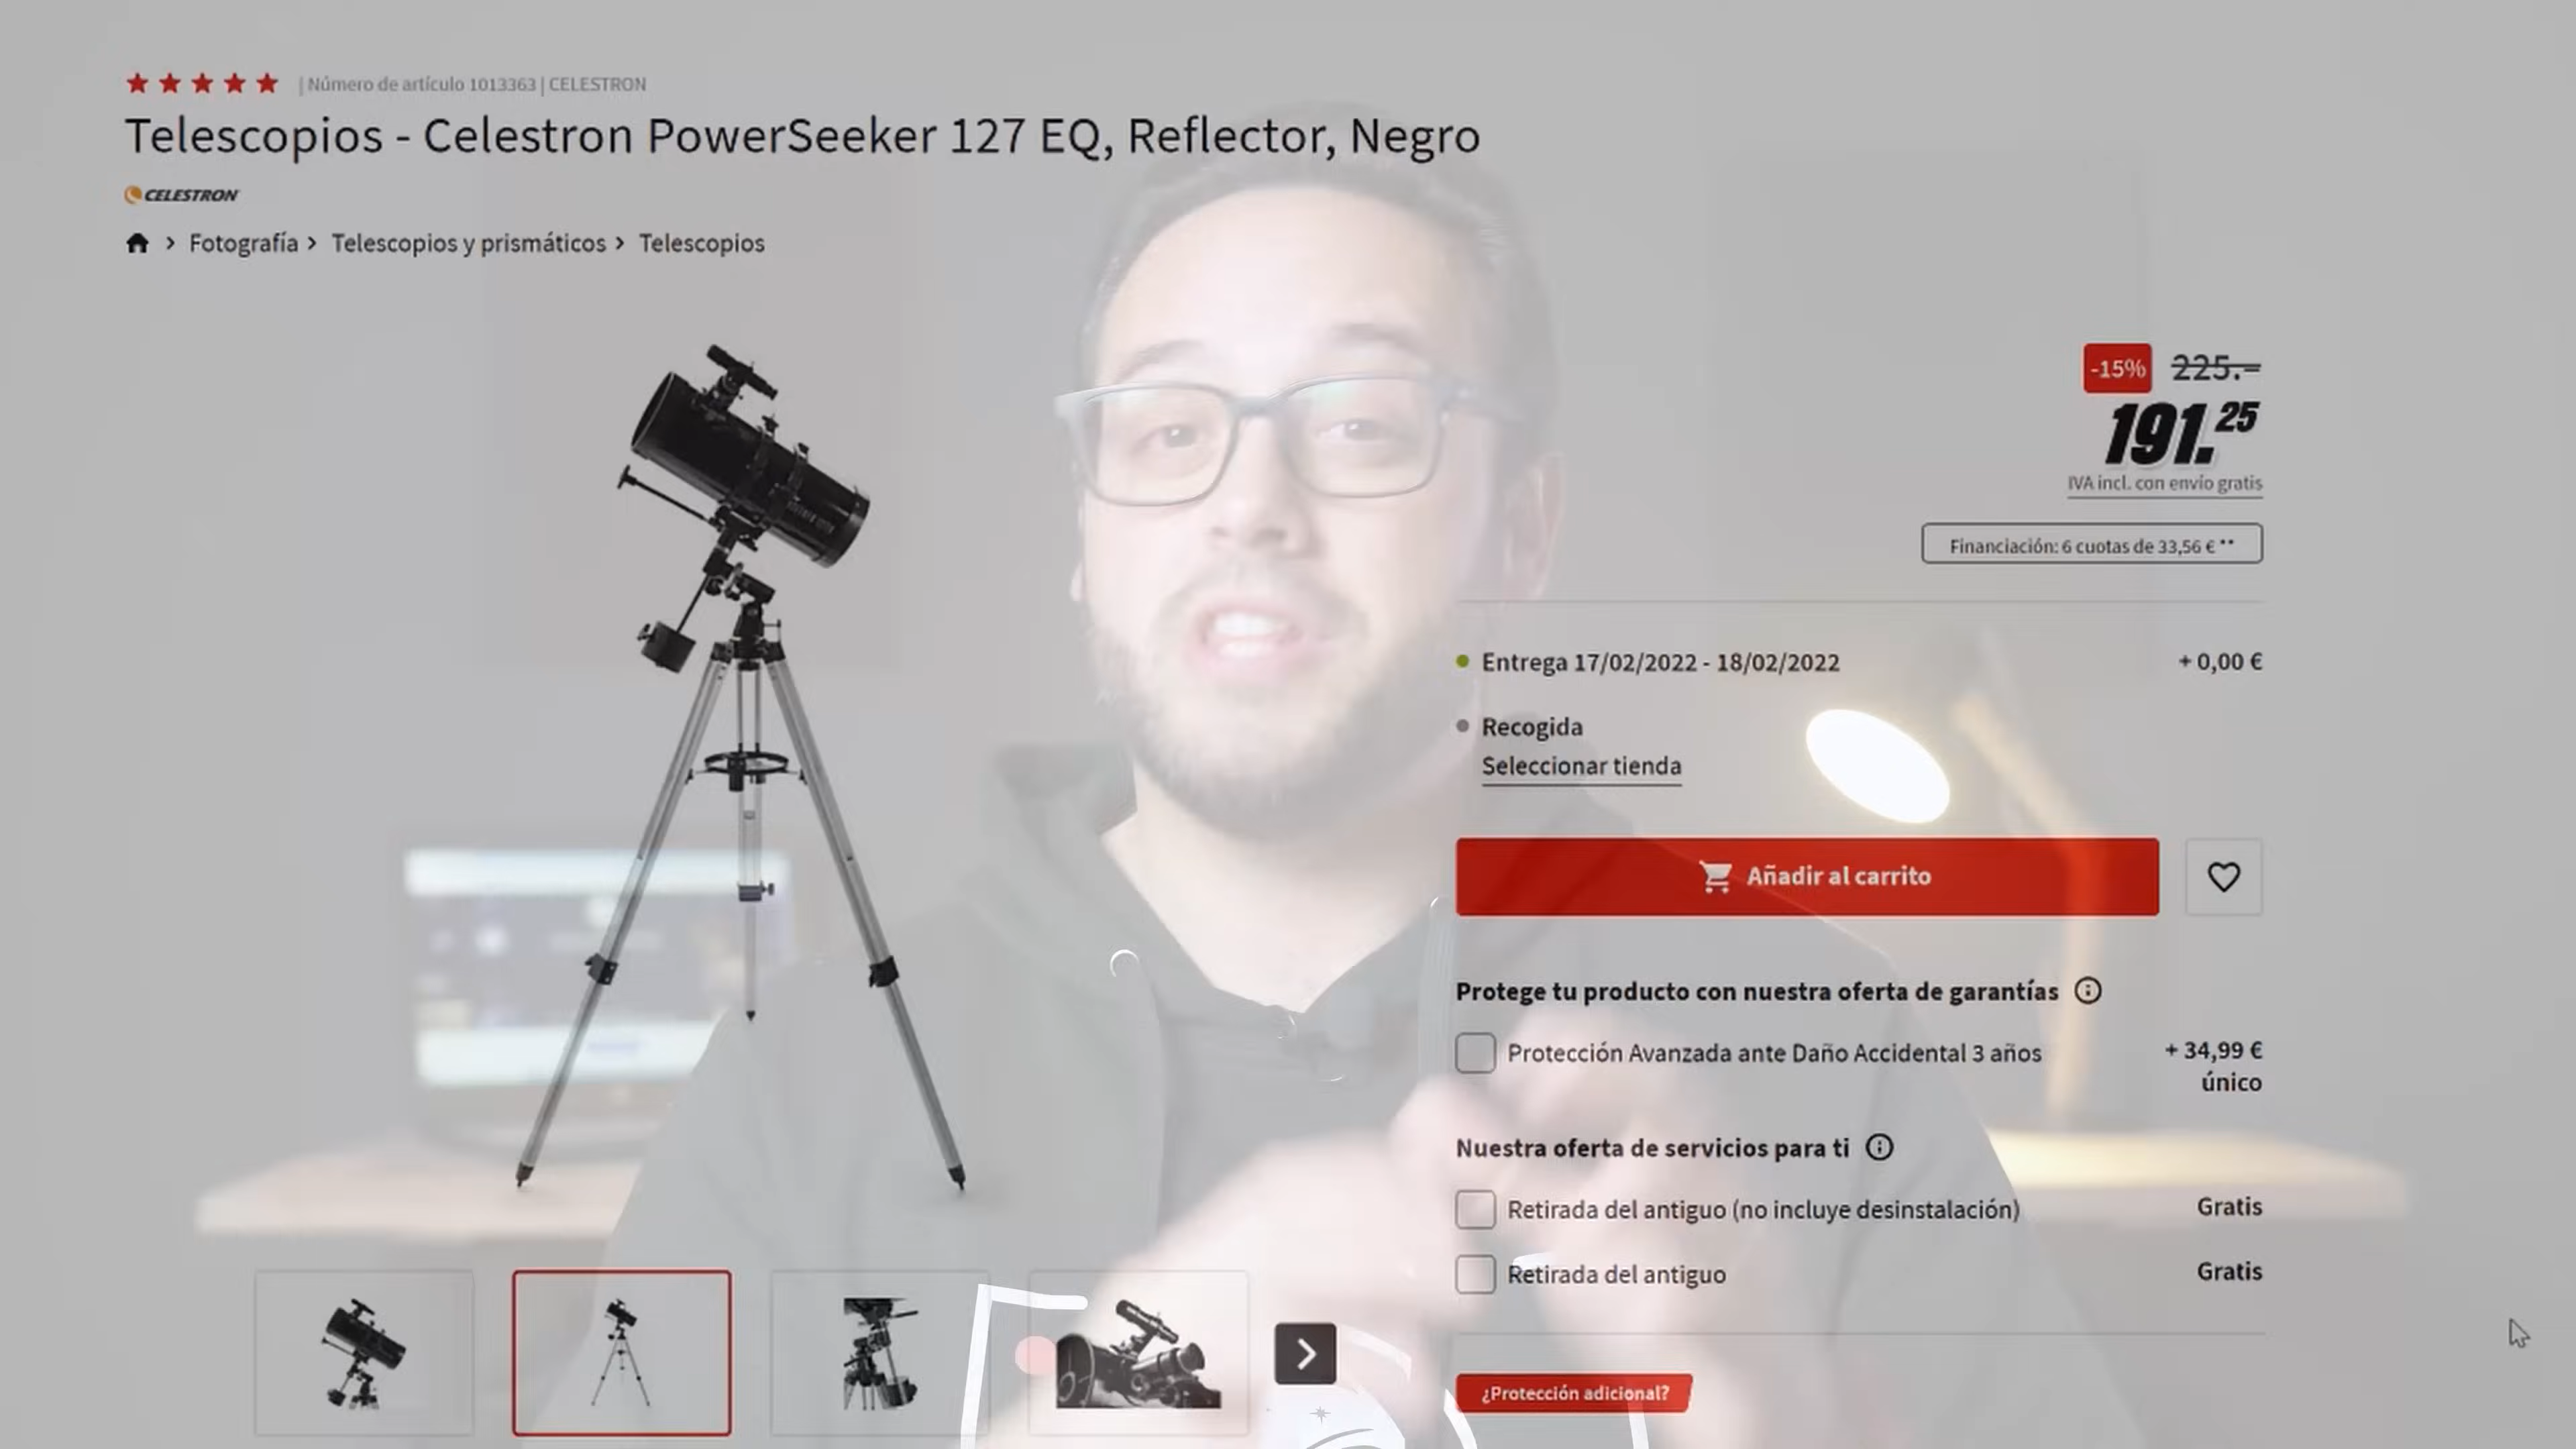 | Número de artículo 1013363 | CELESTRON
Telescopios - Celestron PowerSeeker 127 EQ, Reflector, Negro
CELESTRON
> Fotografía > Telescopios y prismáticos > Telescopios
-15% 225.–
191.25
IVA incl. con envío gratis
Financiación: 6 cuotas de 33,56 € **
Entrega 17/02/2022 - 18/02/2022 + 0,00 €
Recogida
Seleccionar tienda
Añadir al carrito
Protege tu producto con nuestra oferta de garantías
Protección Avanzada ante Daño Accidental 3 años + 34,99 €
único
Nuestra oferta de servicios para ti
Retirada del antiguo (no incluye desinstalación) Gratis
Retirada del antiguo Gratis
¿Protección adicional?